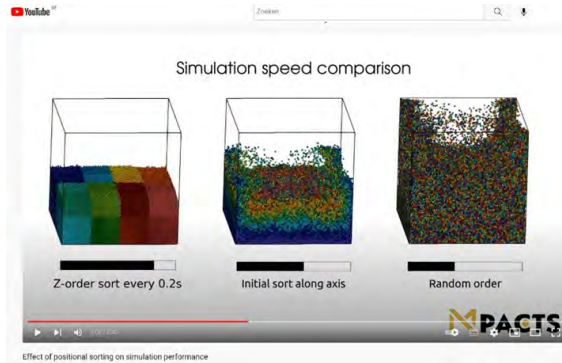 YouTube
Zoeken
Simulation speed comparison
Z-order sort every 0.2s
Initial sort along axis
Random order
MPACTS
Effect of positional sorting on simulation performance